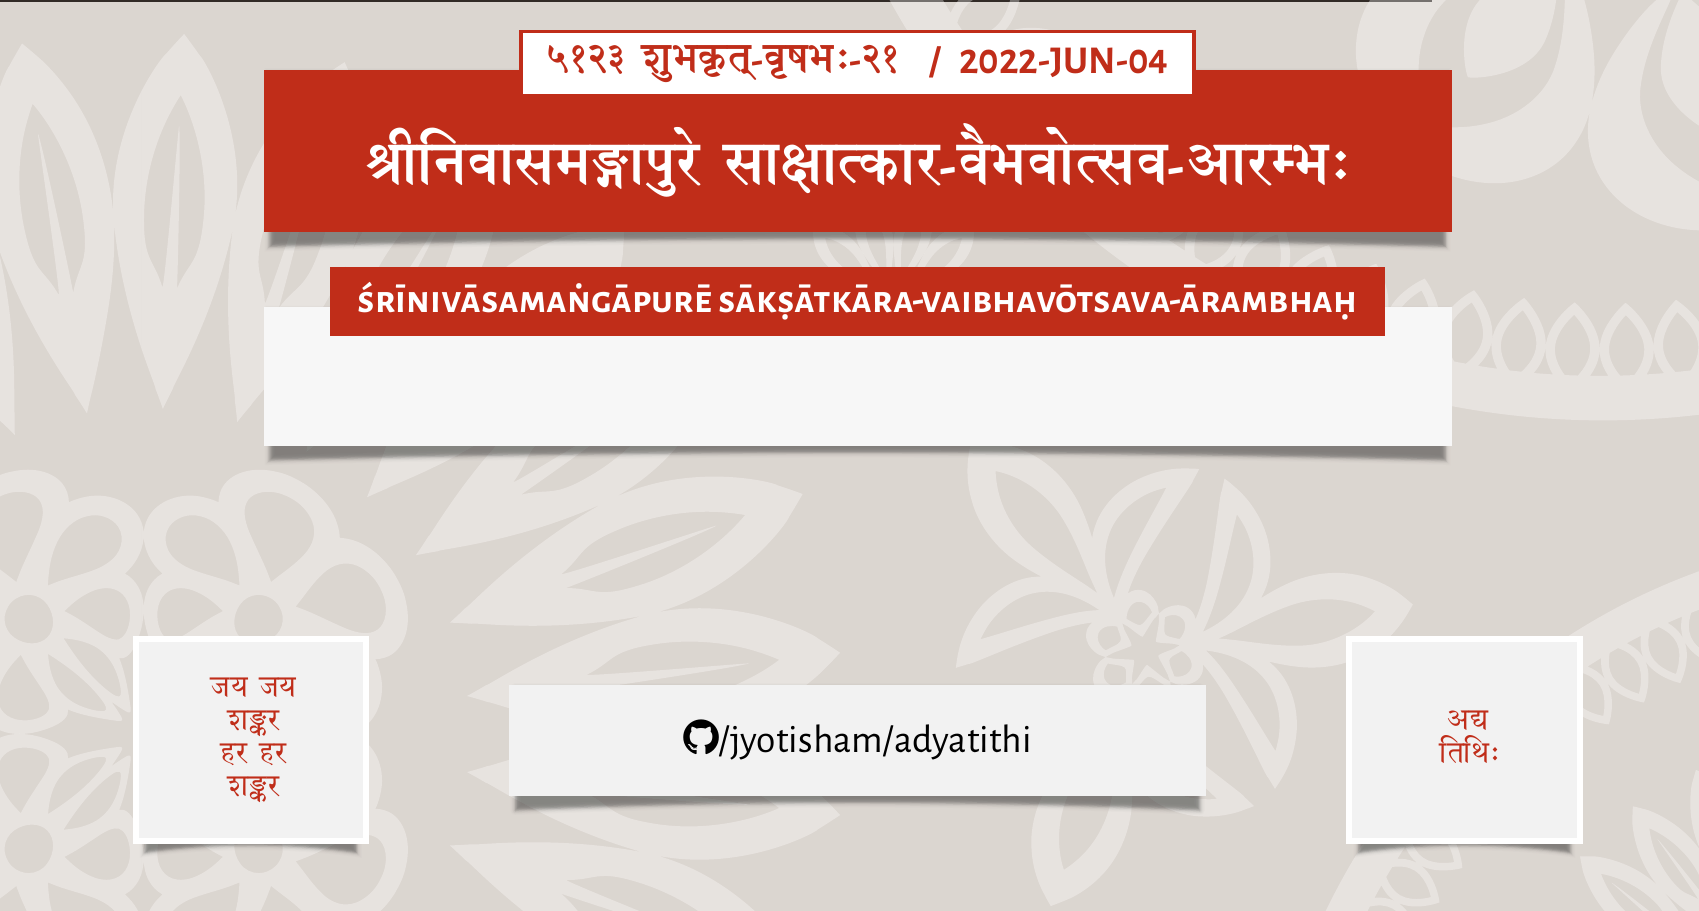 ५१२३ शुभकृत्-वृषभः-२१ / 2022-JUN-04
श्रीनिवासमङ्गापुरे साक्षात्कार-वैभवोत्सव-आरम्भः
ŚRĪNIVĀSAMAṄGĀPURĒ SĀKṢĀTKĀRA-VAIBHAVŌTSAVA-ĀRAMBHAḤ
जय जय
शङ्कर
हर हर
शङ्कर
/jyotisham/adyatithi
अद्य
तिथिः